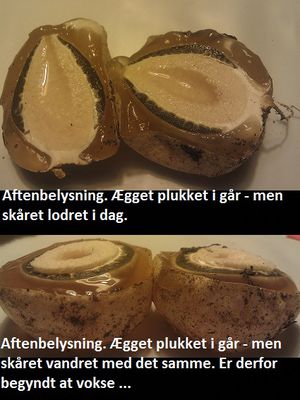 Aftenbelysning. Ægget plukket i går - men
skåret lodret i dag.
Aftenbelysning. Ægget plukket i går - men
skåret vandret med det samme. Er derfor
begyndt at vokse ...